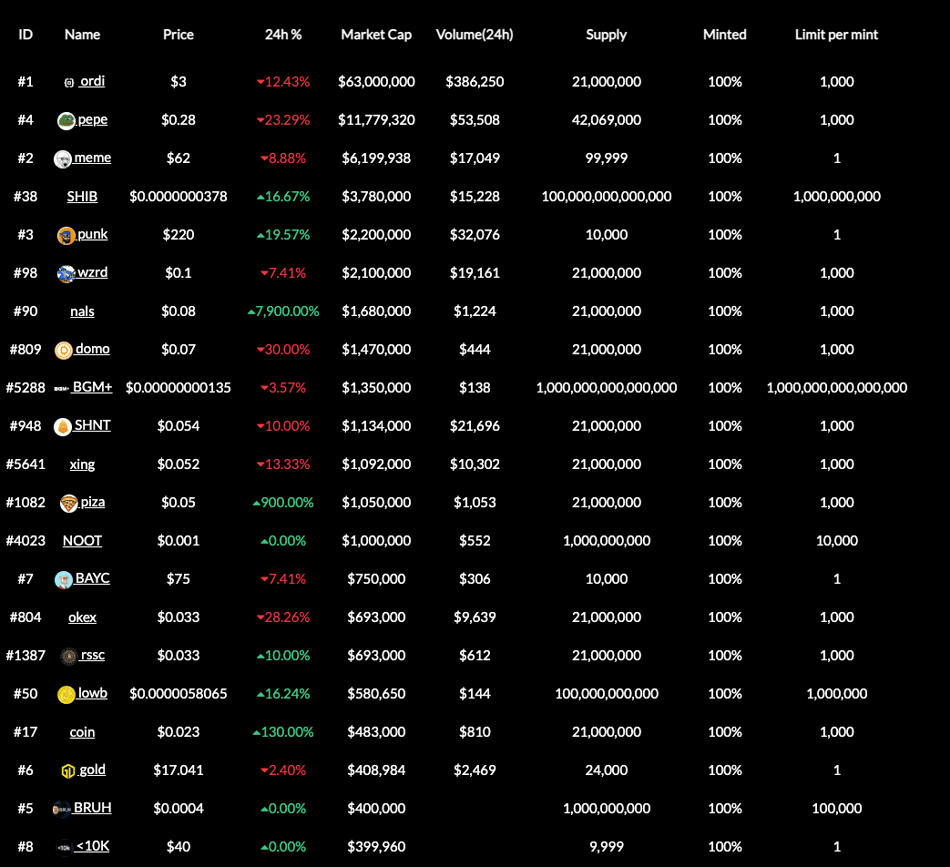 ID Name Price 24h % Market Cap Volume(24h) Supply Minted Limit per mint
#1 ordi $3 ▼12.43% $63,000,000 $386,250 21,000,000 100% 1,000
#4 pepe $0.28 ▼23.29% $11,779,320 $53,508 42,069,000 100% 1,000
#2 meme $62 ▼8.88% $6,199,938 $17,049 99,999 100% 1
#38 SHIB $0.0000000378 ▲16.67% $3,780,000 $15,228 100,000,000,000,000 100% 1,000,000,000
#3 punk $220 ▲19.57% $2,200,000 $32,076 10,000 100% 1
#98 wzrd $0.1 ▼7.41% $2,100,000 $19,161 21,000,000 100% 1,000
#90 nals $0.08 ▲7,900.00% $1,680,000 $1,224 21,000,000 100% 1,000
#809 domo $0.07 ▼30.00% $1,470,000 $444 21,000,000 100% 1,000
#5288 BGM+ $0.00000000135 ▼3.57% $1,350,000 $138 1,000,000,000,000,000 100% 1,000,000,000,000,000
#948 SHNT $0.054 ▼10.00% $1,134,000 $21,696 21,000,000 100% 1,000
#5641 xing $0.052 ▼13.33% $1,092,000 $10,302 21,000,000 100% 1,000
#1082 piza $0.05 ▲900.00% $1,050,000 $1,053 21,000,000 100% 1,000
#4023 NOOT $0.001 ▲0.00% $1,000,000 $552 1,000,000,000 100% 10,000
#7 BAYC $75 ▼7.41% $750,000 $306 10,000 100% 1
#804 okex $0.033 ▼28.26% $693,000 $9,639 21,000,000 100% 1,000
#1387 rssc $0.033 ▲10.00% $693,000 $612 21,000,000 100% 1,000
#50 lowb $0.0000058065 ▲16.24% $580,650 $144 100,000,000,000 100% 1,000,000
#17 coin $0.023 ▲130.00% $483,000 $810 21,000,000 100% 1,000
#6 gold $17.041 ▼2.40% $408,984 $2,469 24,000 100% 1
#5 BRUH $0.0004 ▲0.00% $400,000 1,000,000,000 100% 100,000
#8 <10K $40 ▲0.00% $399,960 9,999 100% 1